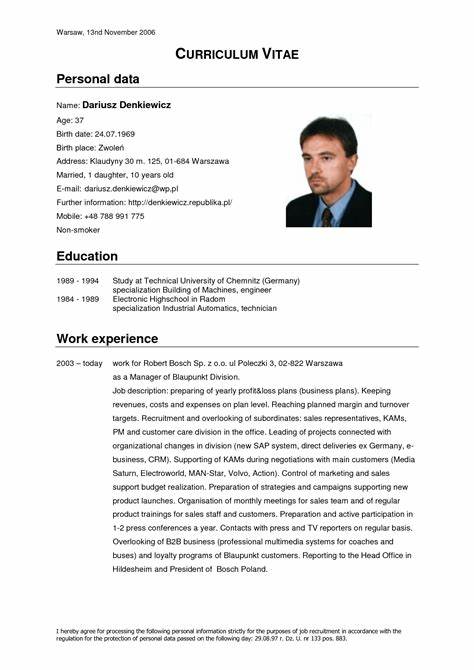 Warsaw, 13nd November 2006
CURRICULUM VITAE
Personal data
Name: Dariusz Denkiewicz
Age: 37
Birth date: 24.07.1969
Birth place: Zwoleń
Address: Klaudyny 30 m. 125, 01-684 Warszawa
Married, 1 daughter, 10 years old
E-mail: dariusz.denkiewicz@wp.pl
Further information: http://denkiewicz.republika.pl/
Mobile: +48 788 991 775
Non-smoker
Education
1989 - 1994 Study at Technical University of Chemnitz (Germany)
specialization Building of Machines, engineer
1984 - 1989 Electronic Highschool in Radom
specialization Industrial Automatics, technician
Work experience
2003 – today work for Robert Bosch Sp. z o.o. ul Poleczki 3, 02-822 Warszawa
as a Manager of Blaupunkt Division.
Job description: preparing of yearly profit&loss plans (business plans). Keeping
revenues, costs and expenses on plan level. Reaching planned margin and turnover
targets. Recruitment and overlooking of subordinates: sales representatives, KAMs,
PM and customer care division in the office. Leading of projects connected with
organizational changes in division (new SAP system, direct deliveries ex Germany, e-
business, CRM). Supporting of KAMs during negotiations with main customers (Media
Saturn, Electroworld, MAN-Star, Volvo, Action). Control of marketing and sales
support budget realization. Preparation of strategies and campaigns supporting new
product launches. Organisation of monthly meetings for sales team and of regular
product trainings for sales staff and customers. Preparation and active participation in
1-2 press conferences a year. Contacts with press and TV reporters on regular basis.
Overlooking of B2B business (professional multimedia systems for coaches and
buses) and loyalty programs of Blaupunkt customers. Reporting to the Head Office in
Hildesheim and President of Bosch Poland.
I hereby agree for processing the following personal information strictly for the purposes of job recruitment in accordance with the
regulation for the protection of personal data passed on the following day: 29.08.97 r. Dz. U. nr 133 pos. 883.